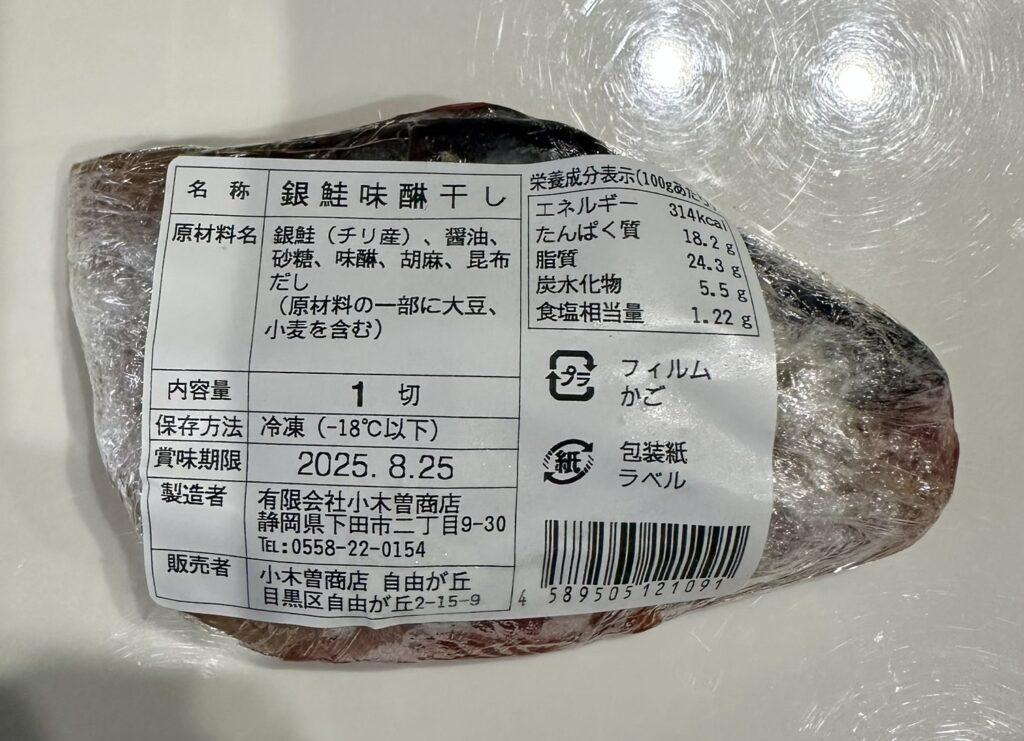 名称 銀鮭味醂干し
原材料名 銀鮭（チリ産）、醤油、
砂糖、味醂、胡麻、昆布
だし
（原材料の一部に大豆、
小麦を含む）
内容量 1 切
保存方法 冷凍（-18℃以下）
賞味期限 2025. 8.25
製造者 有限会社小木曽商店
静岡県下田市二丁目9-30
TEL:0558-22-0154
販売者 小木曽商店 自由が丘
目黒区自由が丘2-15-9
栄養成分表示(100gあたり)
エネルギー 314kcal
たんぱく質 18.2 g
脂質 24.3 g
炭水化物 5.5 g
食塩相当量 1.22 g
プラ フィルム
かご
紙 包装紙
ラベル
4 589505 121091